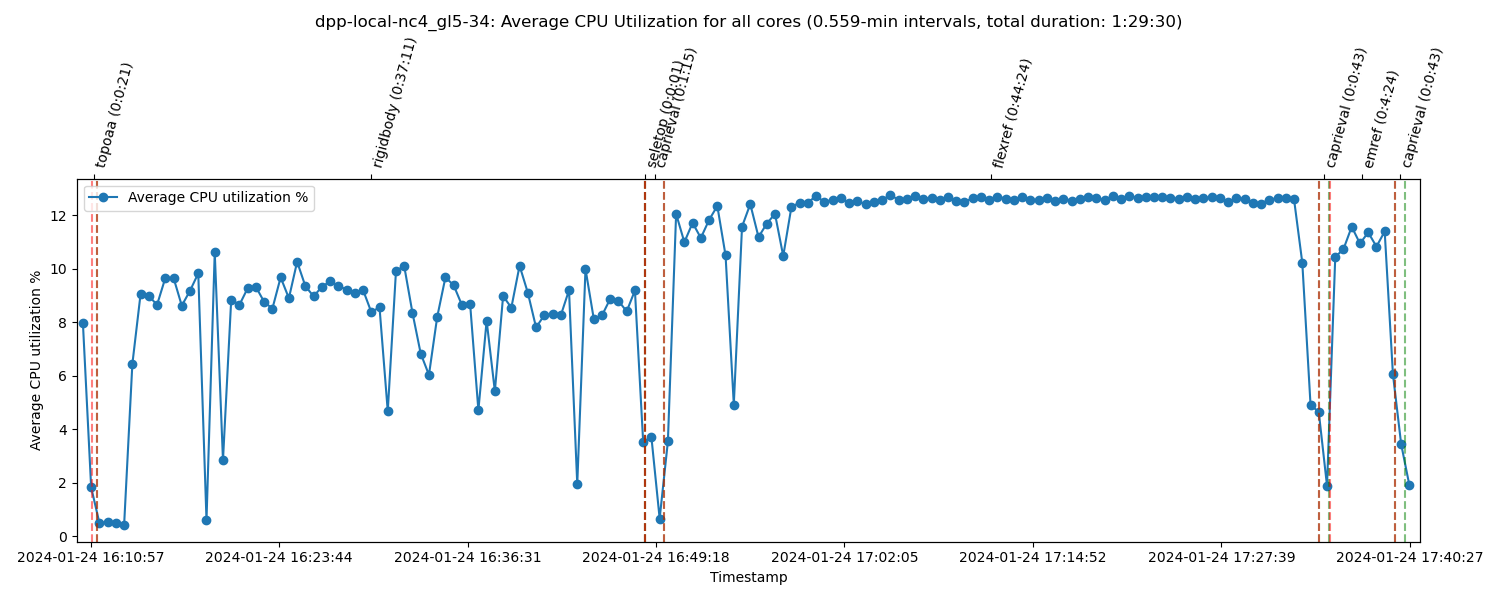 dpp-local-nc4_gl5-34: Average CPU Utilization for all cores (0.559-min intervals, total duration: 1:29:30)
topoaa (0:0:21)
rigidbody (0:37:11)
seletop (0:0:01)
caprieval (0:1:15)
flexref (0:44:24)
caprieval (0:0:43)
emref (0:4:24)
caprieval (0:0:43)
Average CPU utilization %
12
10
8
6
4
2
0
Average CPU utilization %
2024-01-24 16:10:57
2024-01-24 16:23:44
2024-01-24 16:36:31
2024-01-24 16:49:18
2024-01-24 17:02:05
2024-01-24 17:14:52
2024-01-24 17:27:39
2024-01-24 17:40:27
Timestamp